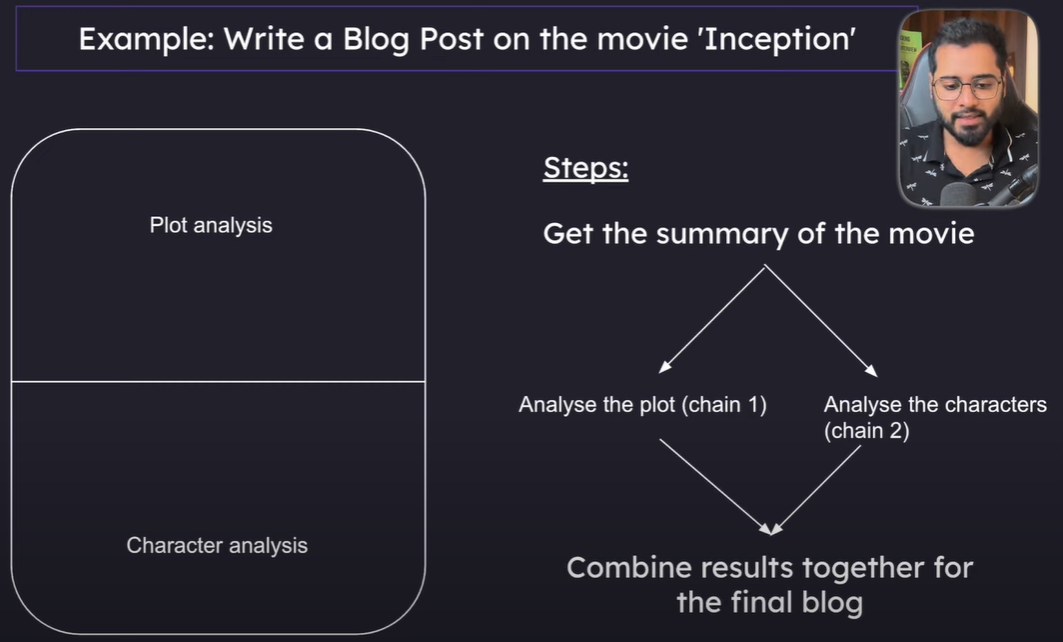 Example: Write a Blog Post on the movie 'Inception'
Plot analysis
Character analysis
Steps:
Get the summary of the movie
Analyse the plot (chain 1)
Analyse the characters
(chain 2)
Combine results together for
the final blog